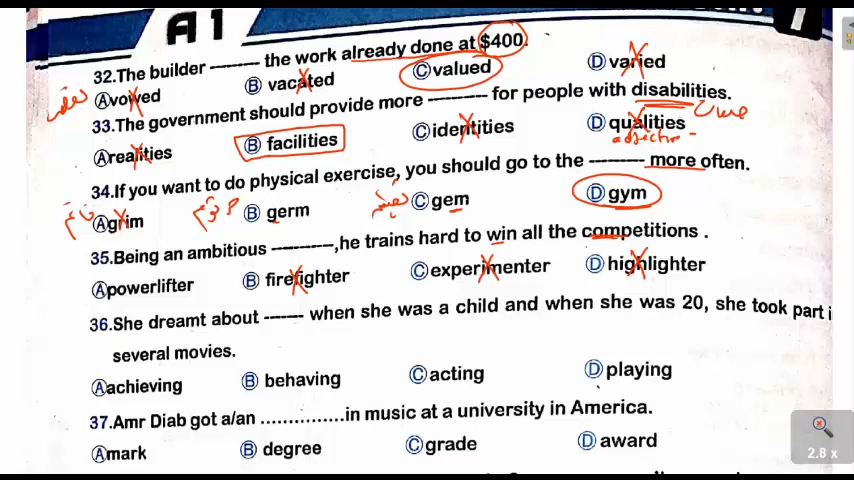 A1
32.The builder --------- the work already done at $400.
Ⓐvowed Ⓑ vacated Ⓒvalued Ⓓvaried
33.The government should provide more ---------- for people with disabilities.
Ⓐrealities Ⓑ facilities Ⓒidentities Ⓓ qualities
34.If you want to do physical exercise, you should go to the --------- more often.
Ⓐgrim Ⓑ germ Ⓒgem Ⓓgym
35.Being an ambitious -----------,he trains hard to win all the competitions .
Ⓐpowerlifter Ⓑ firefighter Ⓒexperimenter Ⓓhighlighter
36.She dreamt about ------ when she was a child and when she was 20, she took part i
several movies.
Ⓐachieving Ⓑ behaving Ⓒacting Ⓓplaying
37.Amr Diab got a/an ...............in music at a university in America.
Ⓐmark Ⓑ degree Ⓒgrade Ⓓaward
2.8 x